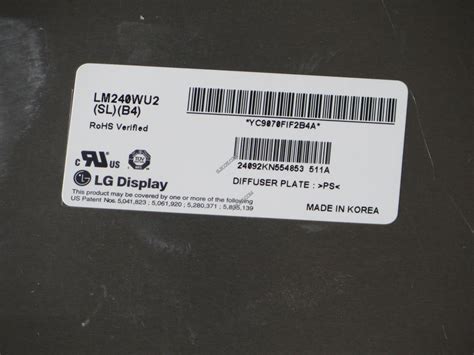 LM240WU2
(SL)(B4)
RoHS Verified
*YC9070FIF2B4A*
24092KN554853 511A
c RU US
LG Display
DIFFUSER PLATE : >PS<
This product may be covered by one or more of the following
US Patent Nos. 5,041,823 ; 5,061,920 ; 5,280,371 ; 5,835,139
MADE IN KOREA